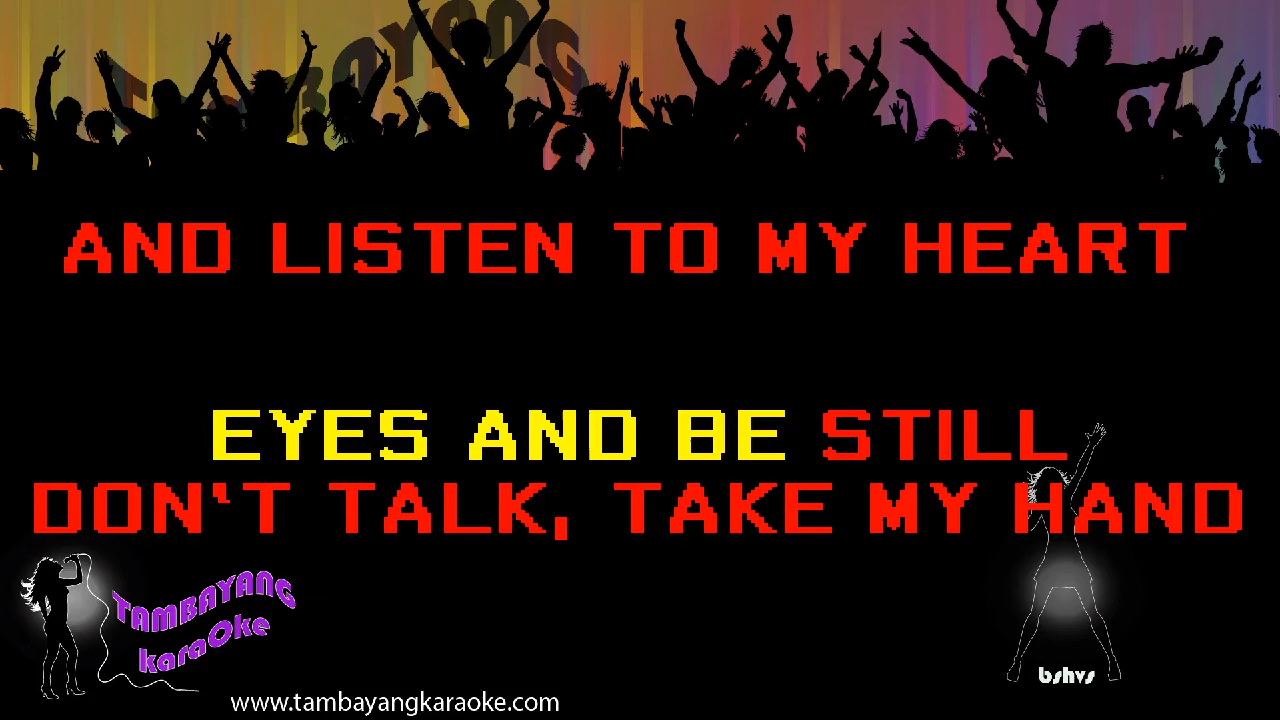 TAMBAYANG
AND LISTEN TO MY HEART
EYES AND BE STILL
DON'T TALK, TAKE MY HAND
TAMBAYANG
karaOke
bshvs
www.tambayangkaraoke.com